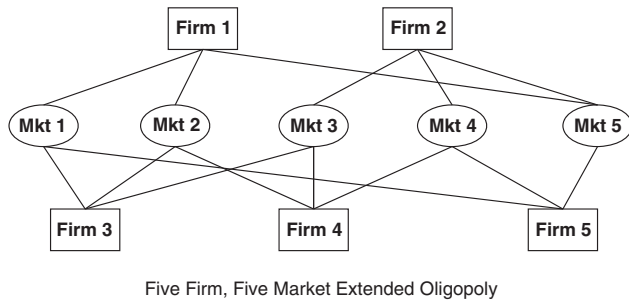 Firm 1 Firm 2
Mkt 1 Mkt 2 Mkt 3 Mkt 4 Mkt 5
Firm 3 Firm 4 Firm 5
Five Firm, Five Market Extended Oligopoly